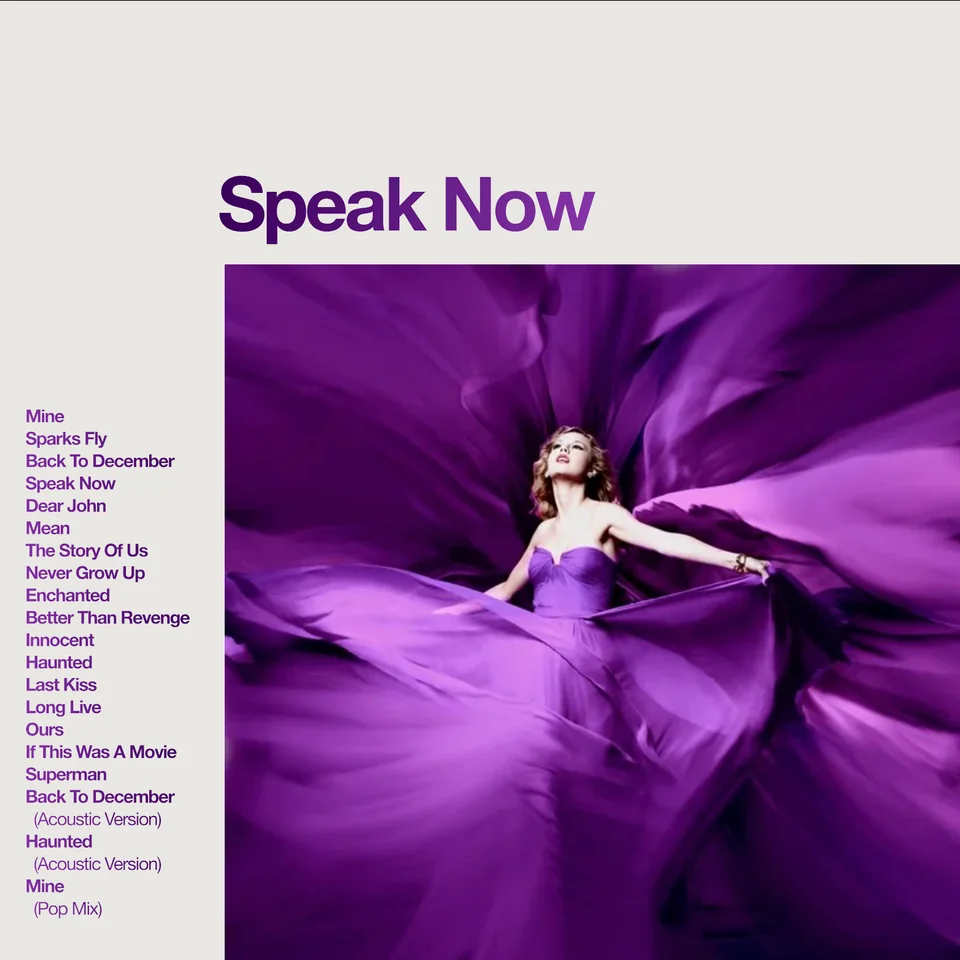 Speak Now
Mine
Sparks Fly
Back To December
Speak Now
Dear John
Mean
The Story Of Us
Never Grow Up
Enchanted
Better Than Revenge
Innocent
Haunted
Last Kiss
Long Live
Ours
If This Was A Movie
Superman
Back To December
(Acoustic Version)
Haunted
(Acoustic Version)
Mine
(Pop Mix)